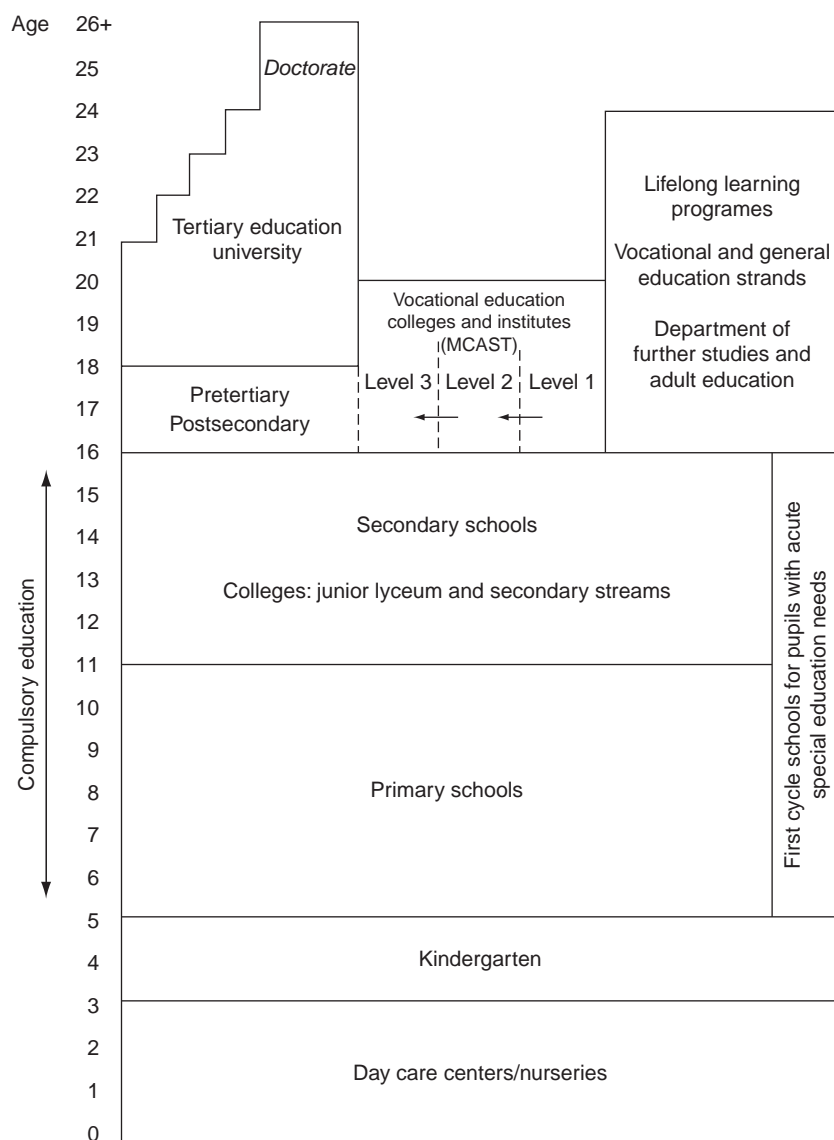 Age
26+
25
24
23
22
21
20
19
18
17
16
15
14
13
12
11
10
9
8
7
6
5
4
3
2
1
0
Compulsory education
Doctorate
Tertiary education
university
Pretertiary
Postsecondary
Vocational education
colleges and institutes
(MCAST)
Level 3
Level 2
Level 1
Lifelong learning
programes
Vocational and general
education strands
Department of
further studies and
adult education
Secondary schools
Colleges: junior lyceum and secondary streams
Primary schools
First cycle schools for pupils with acute
special education needs
Kindergarten
Day care centers/nurseries